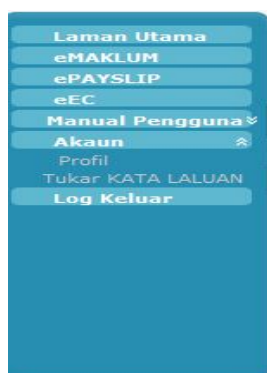 Laman Utama
eMAKLUM
ePAYSLIP
eEC
Manual Pengguna
Akaun
Profil
Tukar KATA LALUAN
Log Keluar